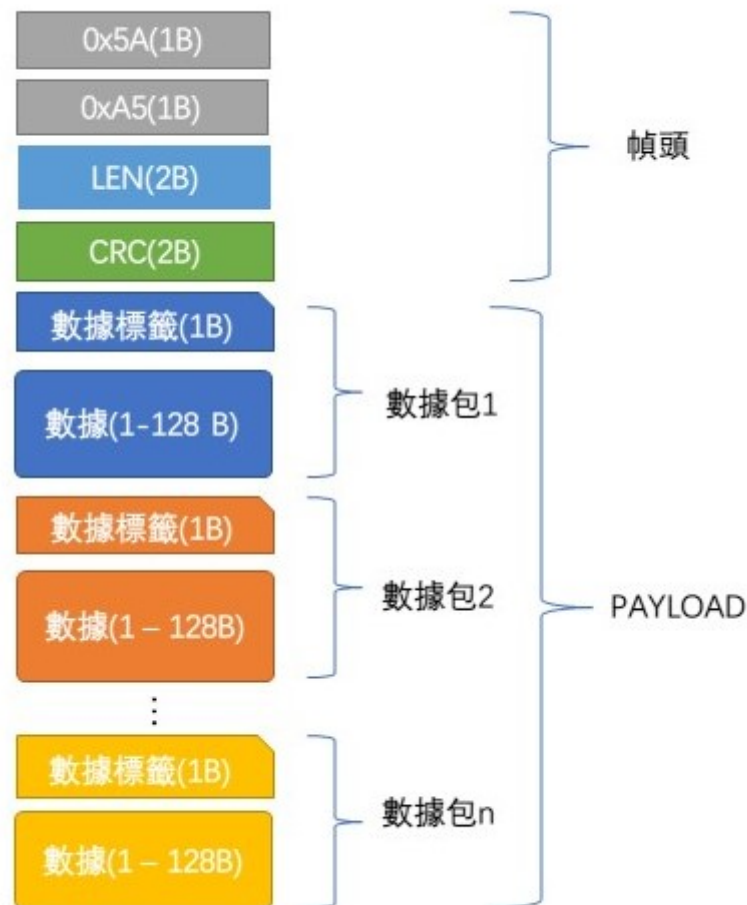 0x5A(1B)
0xA5(1B)
LEN(2B)
CRC(2B)
幀頭
數據標籤(1B)
數據(1-128 B)
數據包1
數據標籤(1B)
數據(1 – 128B)
數據包2
PAYLOAD
⋮
數據標籤(1B)
數據(1 – 128B)
數據包n